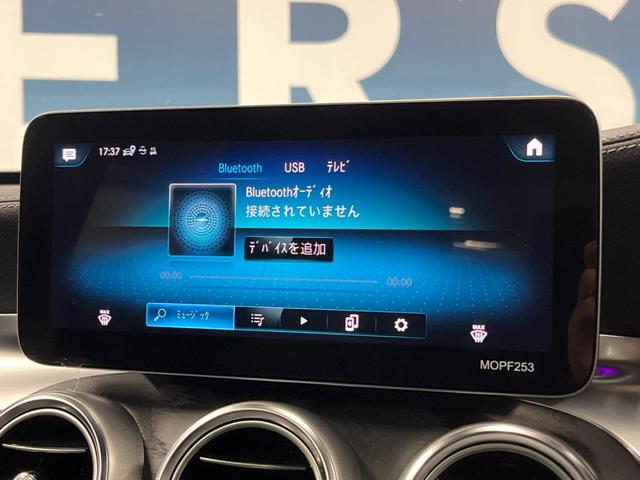 ERS
17:37
Bluetooth USB テレビ
Bluetoothオーディオ
接続されていません
デバイスを追加
00:00 00:00
ミュージック
MAX MAX
MOPF253